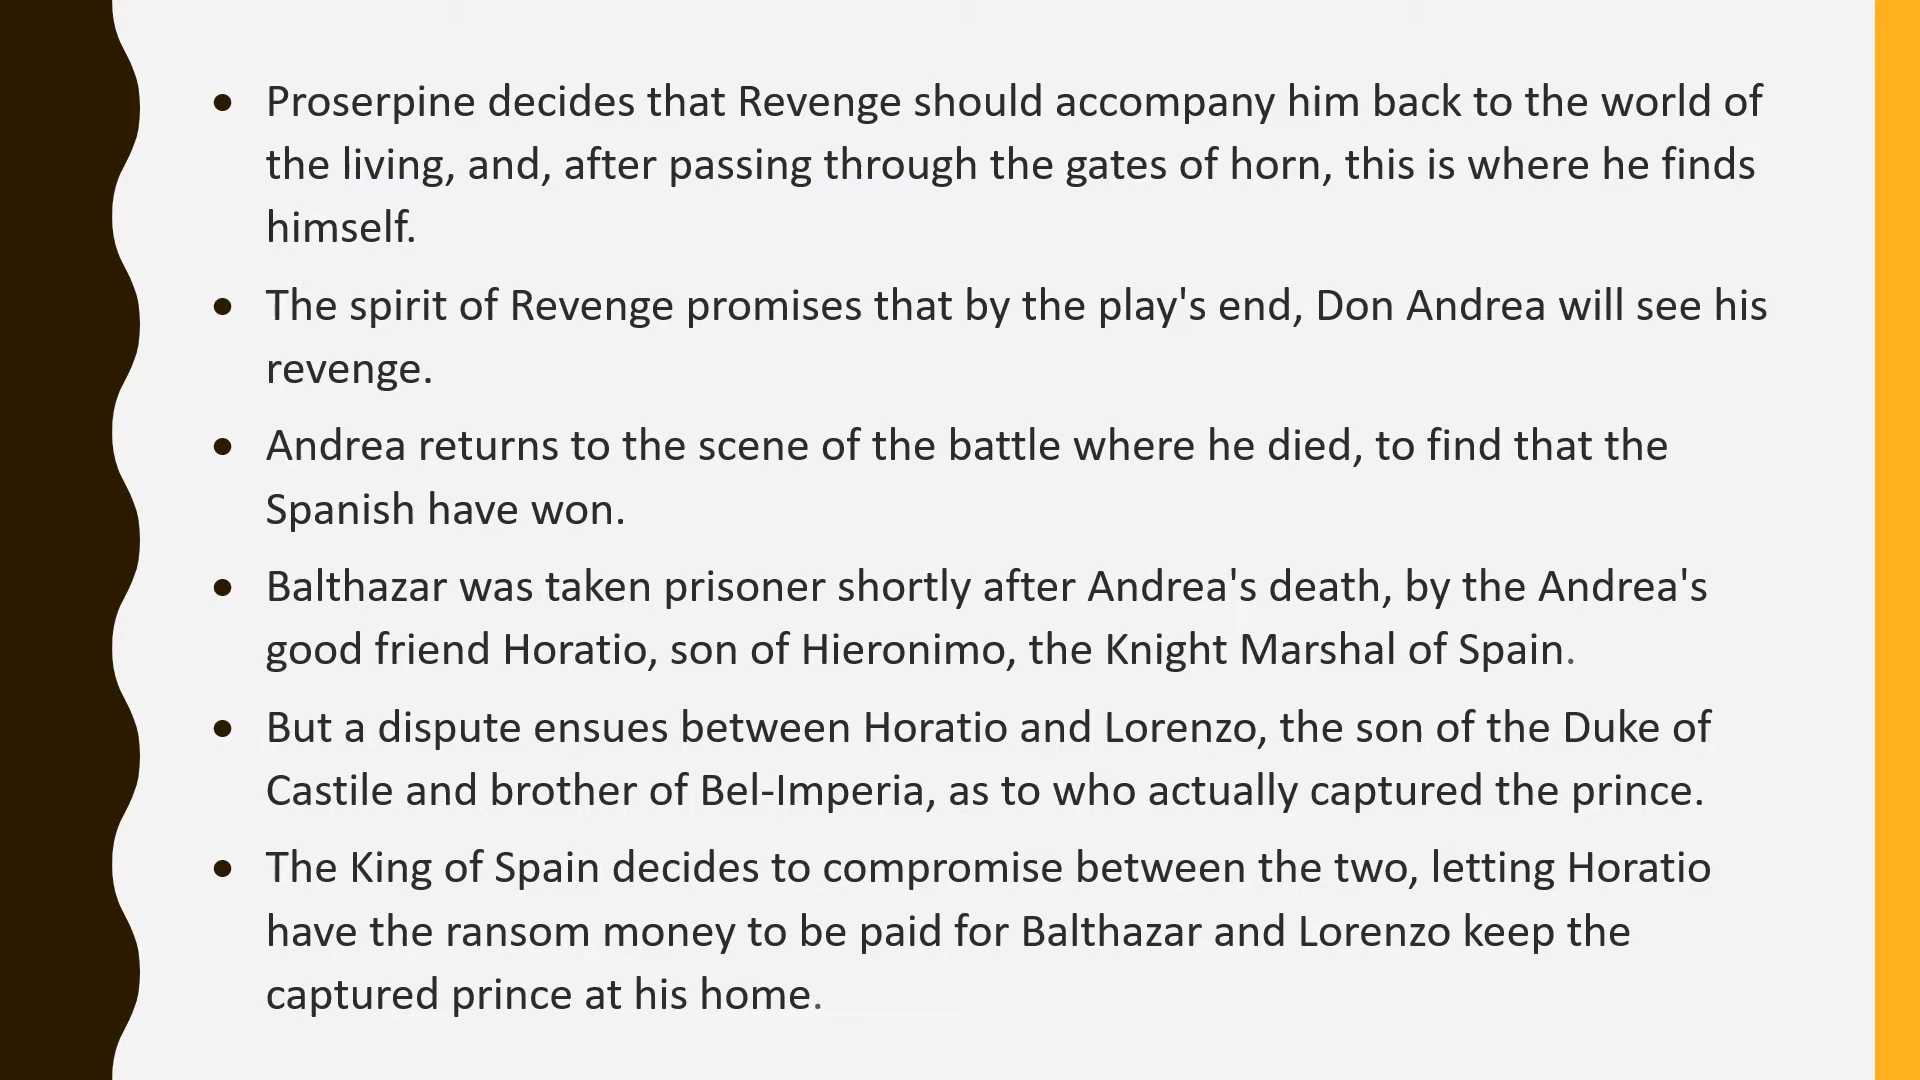 • Proserpine decides that Revenge should accompany him back to the world of
the living, and, after passing through the gates of horn, this is where he finds
himself.
• The spirit of Revenge promises that by the play's end, Don Andrea will see his
revenge.
• Andrea returns to the scene of the battle where he died, to find that the
Spanish have won.
• Balthazar was taken prisoner shortly after Andrea's death, by the Andrea's
good friend Horatio, son of Hieronimo, the Knight Marshal of Spain.
• But a dispute ensues between Horatio and Lorenzo, the son of the Duke of
Castile and brother of Bel-Imperia, as to who actually captured the prince.
• The King of Spain decides to compromise between the two, letting Horatio
have the ransom money to be paid for Balthazar and Lorenzo keep the
captured prince at his home.